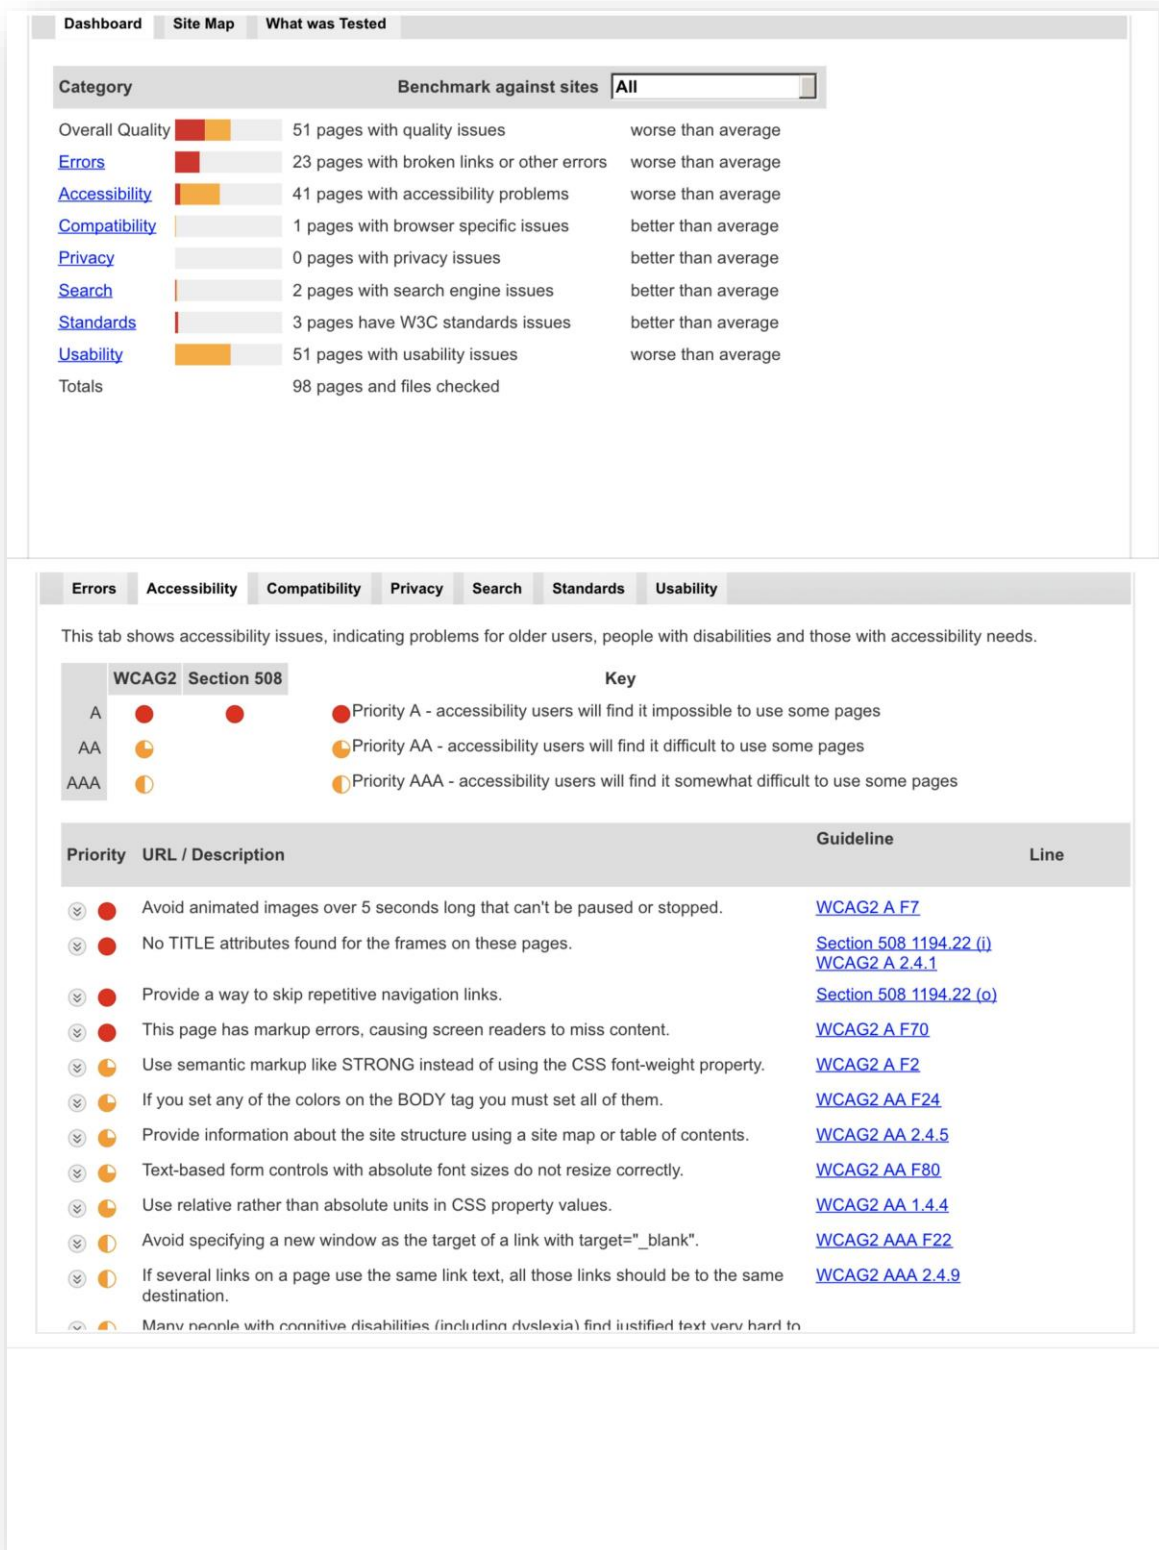 Dashboard Site Map What was Tested
Category Benchmark against sites All
Overall Quality 51 pages with quality issues worse than average
Errors 23 pages with broken links or other errors worse than average
Accessibility 41 pages with accessibility problems worse than average
Compatibility 1 pages with browser specific issues better than average
Privacy 0 pages with privacy issues better than average
Search 2 pages with search engine issues better than average
Standards 3 pages have W3C standards issues better than average
Usability 51 pages with usability issues worse than average
Totals 98 pages and files checked
Errors Accessibility Compatibility Privacy Search Standards Usability
This tab shows accessibility issues, indicating problems for older users, people with disabilities and those with accessibility needs.
WCAG2 Section 508 Key
A Priority A - accessibility users will find it impossible to use some pages
AA Priority AA - accessibility users will find it difficult to use some pages
AAA Priority AAA - accessibility users will find it somewhat difficult to use some pages
Priority URL / Description Guideline Line
Avoid animated images over 5 seconds long that can't be paused or stopped. WCAG2 A F7
No TITLE attributes found for the frames on these pages. Section 508 1194.22 (i)
WCAG2 A 2.4.1
Provide a way to skip repetitive navigation links. Section 508 1194.22 (o)
This page has markup errors, causing screen readers to miss content. WCAG2 A F70
Use semantic markup like STRONG instead of using the CSS font-weight property. WCAG2 A F2
If you set any of the colors on the BODY tag you must set all of them. WCAG2 AA F24
Provide information about the site structure using a site map or table of contents. WCAG2 AA 2.4.5
Text-based form controls with absolute font sizes do not resize correctly. WCAG2 AA F80
Use relative rather than absolute units in CSS property values. WCAG2 AA 1.4.4
Avoid specifying a new window as the target of a link with target="_blank". WCAG2 AAA F22
If several links on a page use the same link text, all those links should be to the same WCAG2 AAA 2.4.9
destination.
Many people with cognitive disabilities (including dyslexia) find justified text very hard to